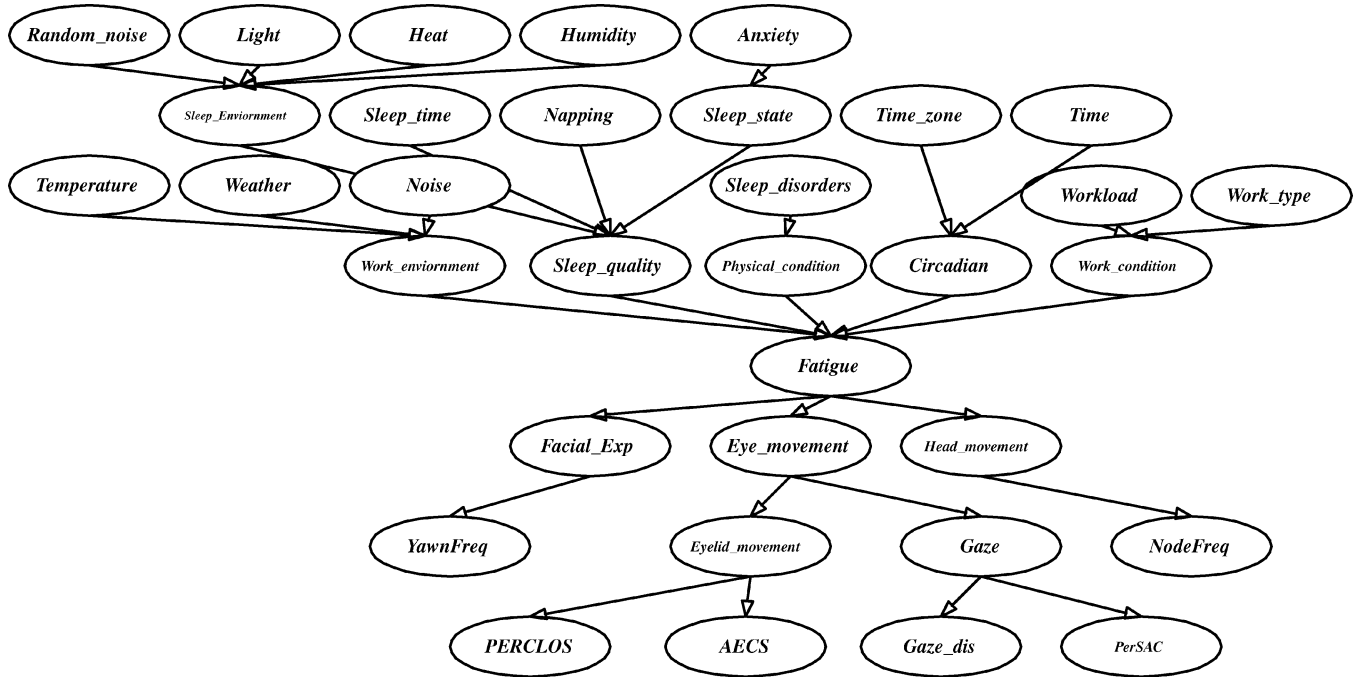 Random_noise
Light
Heat
Humidity
Anxiety
Sleep_Enviornment
Sleep_time
Napping
Sleep_state
Time_zone
Time
Temperature
Weather
Noise
Sleep_disorders
Workload
Work_type
Work_enviornment
Sleep_quality
Physical_condition
Circadian
Work_condition
Fatigue
Facial_Exp
Eye_movement
Head_movement
YawnFreq
Eyelid_movement
Gaze
NodeFreq
PERCLOS
AECS
Gaze_dis
PerSAC